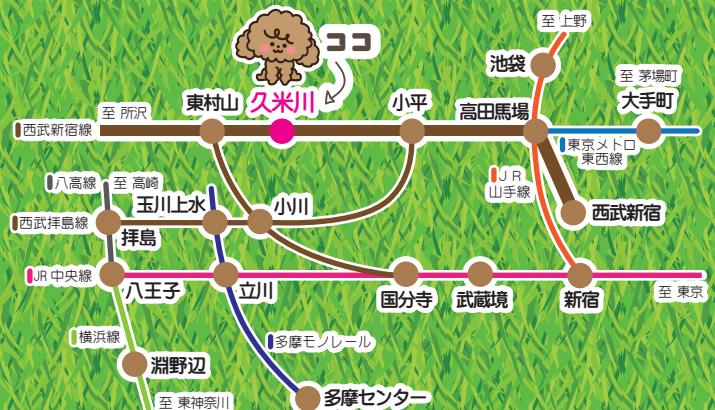 至 上野
ココ
池袋
至 茅場町
大手町
至 所沢
東村山
久米川
小平
高田馬場
西武新宿線
東京メトロ
東西線
八高線
至 高崎
JR
山手線
玉川上水
小川
西武新宿
西武拝島線
拝島
JR中央線
八王子
立川
国分寺
武蔵境
新宿
至 東京
横浜線
多摩モノレール
淵野辺
至 東神奈川
多摩センター